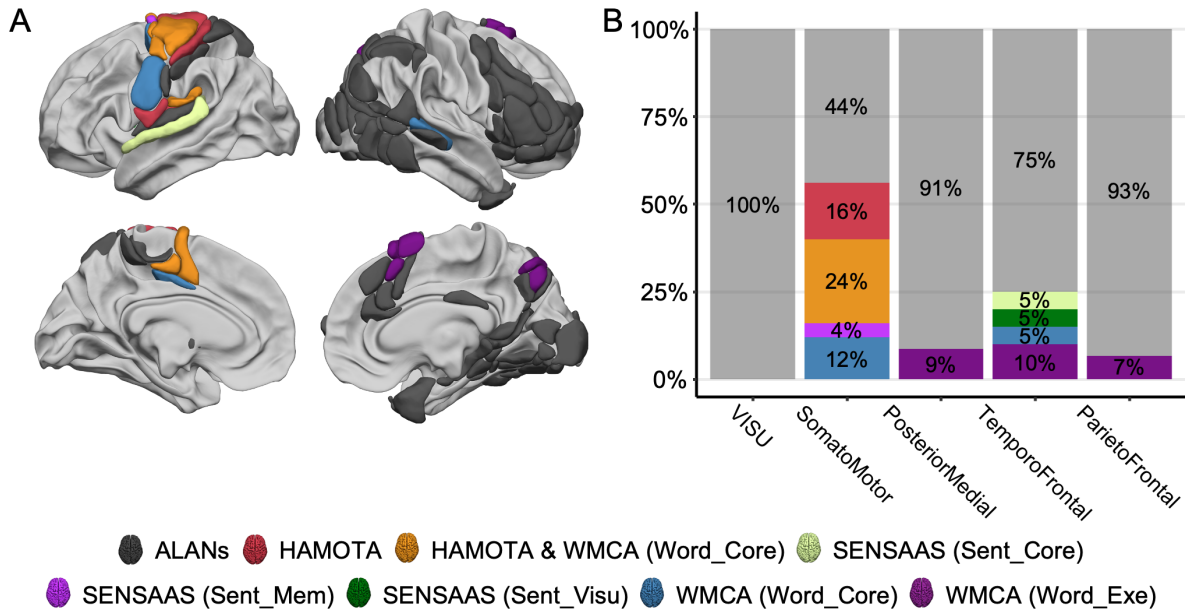 A
B
100%
75%
50%
25%
0%
100%
44%
16%
24%
4%
12%
91%
9%
75%
5%
5%
5%
10%
93%
7%
VISU
SomatoMotor
PosteriorMedial
TemporoFrontal
ParietoFrontal
ALANs HAMOTA HAMOTA & WMCA (Word_Core) SENSAAS (Sent_Core)
SENSAAS (Sent_Mem) SENSAAS (Sent_Visu) WMCA (Word_Core) WMCA (Word_Exe)